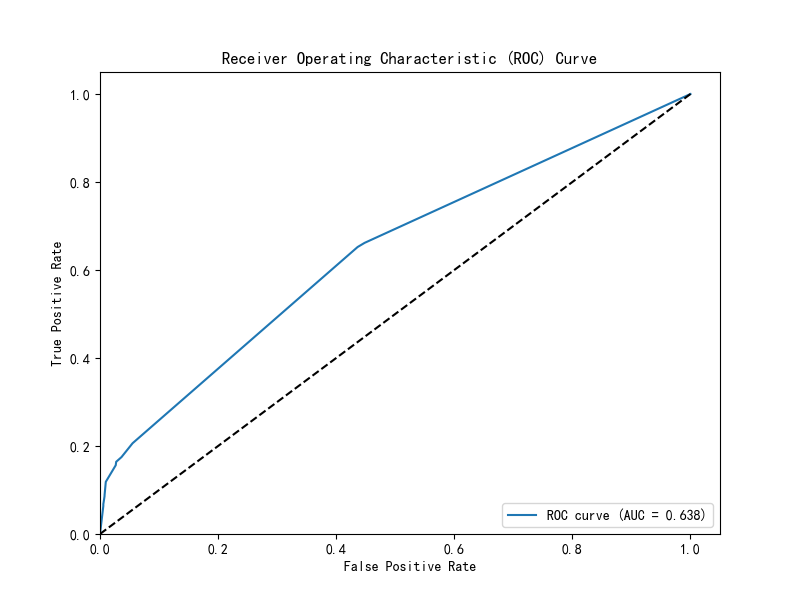 Receiver Operating Characteristic (ROC) Curve
1.0
0.8
0.6
0.4
0.2
0.0
True Positive Rate
0.0 0.2 0.4 0.6 0.8 1.0
False Positive Rate
ROC curve (AUC = 0.638)